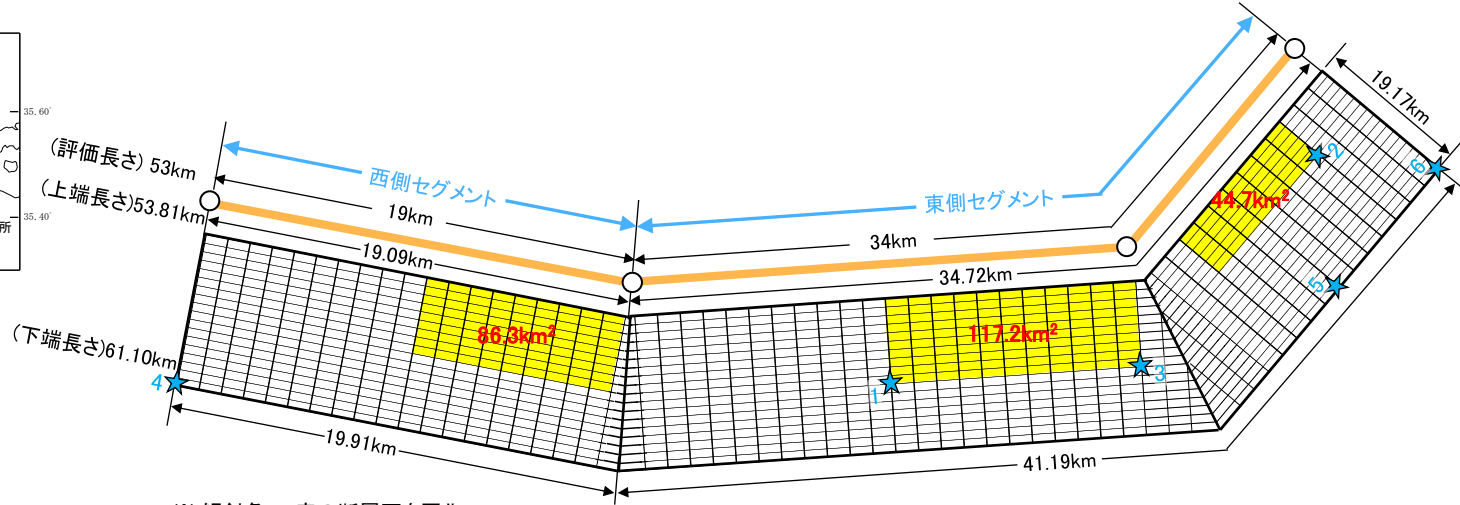 35.60°
35.40°
所
(評価長さ) 53km
(上端長さ)53.81km
(下端長さ)61.10km
西側セグメント
東側セグメント
19km
19.09km
34km
34.72km
19.17km
86.3km²
117.2km²
44.7km²
1
2
3
4
5
6
19.91km
41.19km